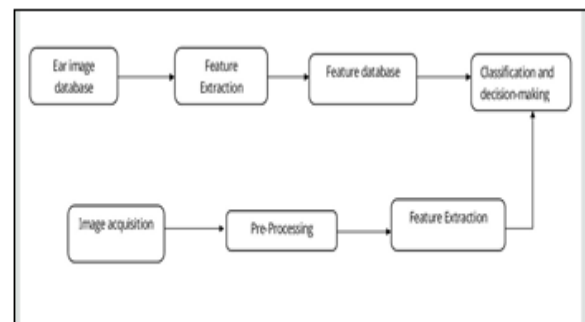 Ear image
database
Feature
Extraction
Feature database
Classification and
decision-making
Image acquisition
Pre-Processing
Feature Extraction